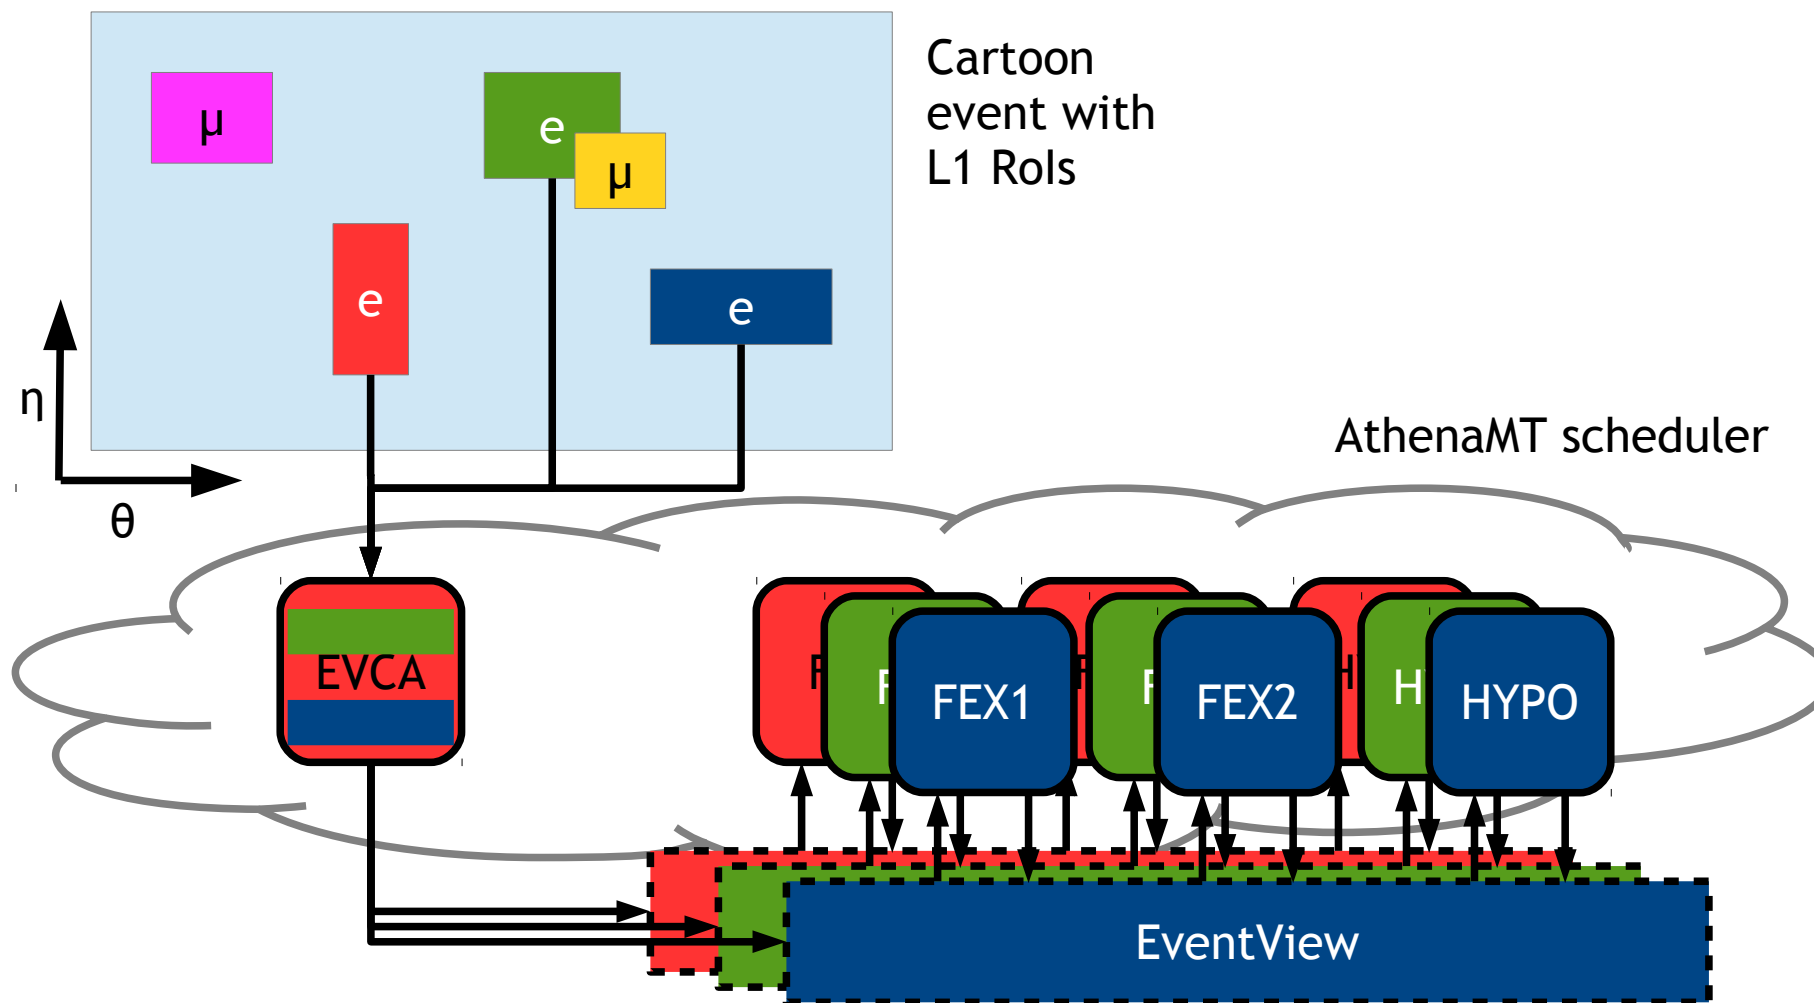 Cartoon
event with
L1 RoIs
μ
e
μ
e
e
η
θ
AthenaMT scheduler
EVCA
F
F
FEX1
F
F
FEX2
H
H
HYPO
EventView